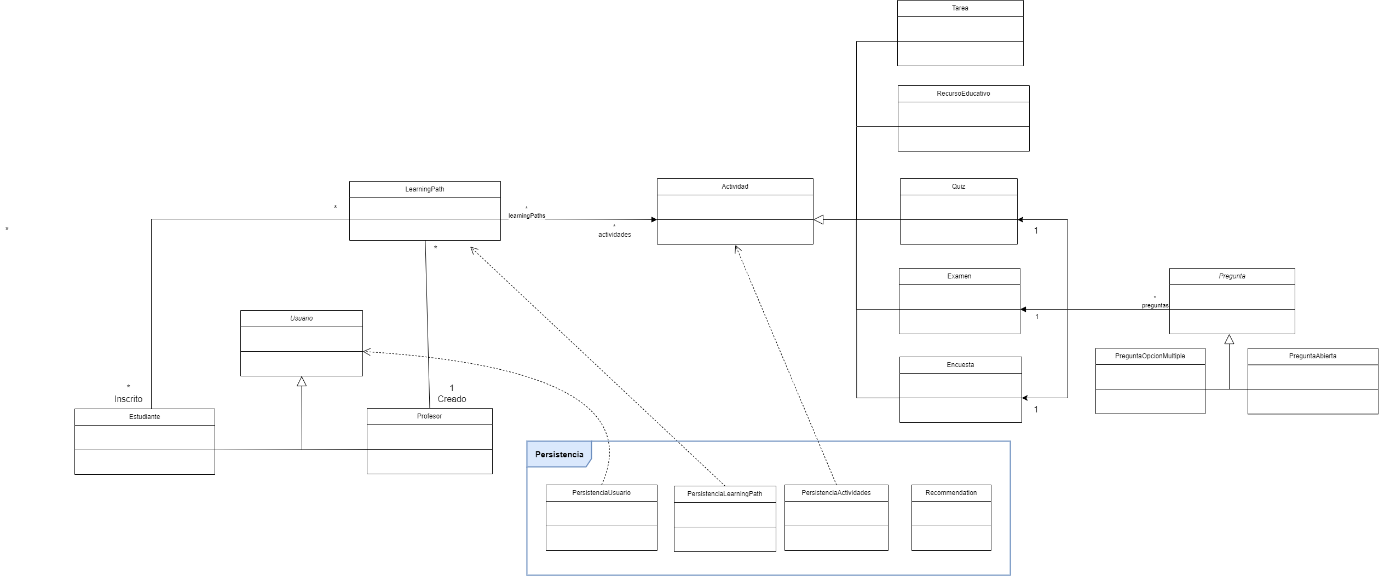 Tarea
RecursoEducativo
LearningPath
Actividad
Quiz
*
*
learningPaths
*
*
actividades
1
*
Examen
Pregunta
*
preguntas
1
Usuario
PreguntaOpcionMultiple
PreguntaAbierta
Encuesta
*
Inscrito
1
Creado
1
Estudiante
Profesor
Persistencia
PersistenciaUsuario
PersistenciaLearningPath
PersistenciaActividades
Recommendation